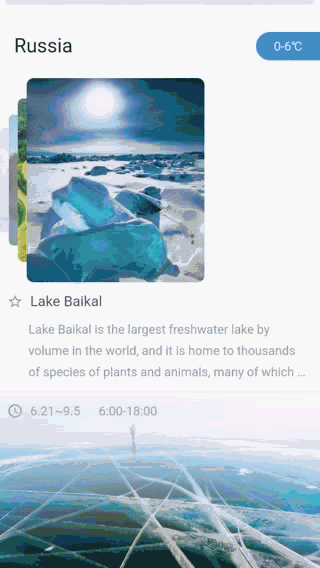 Russia
0-6℃
Lake Baikal
Lake Baikal is the largest freshwater lake by
volume in the world, and it is home to thousands
of species of plants and animals, many of which ...
6.21~9.5 6:00-18:00